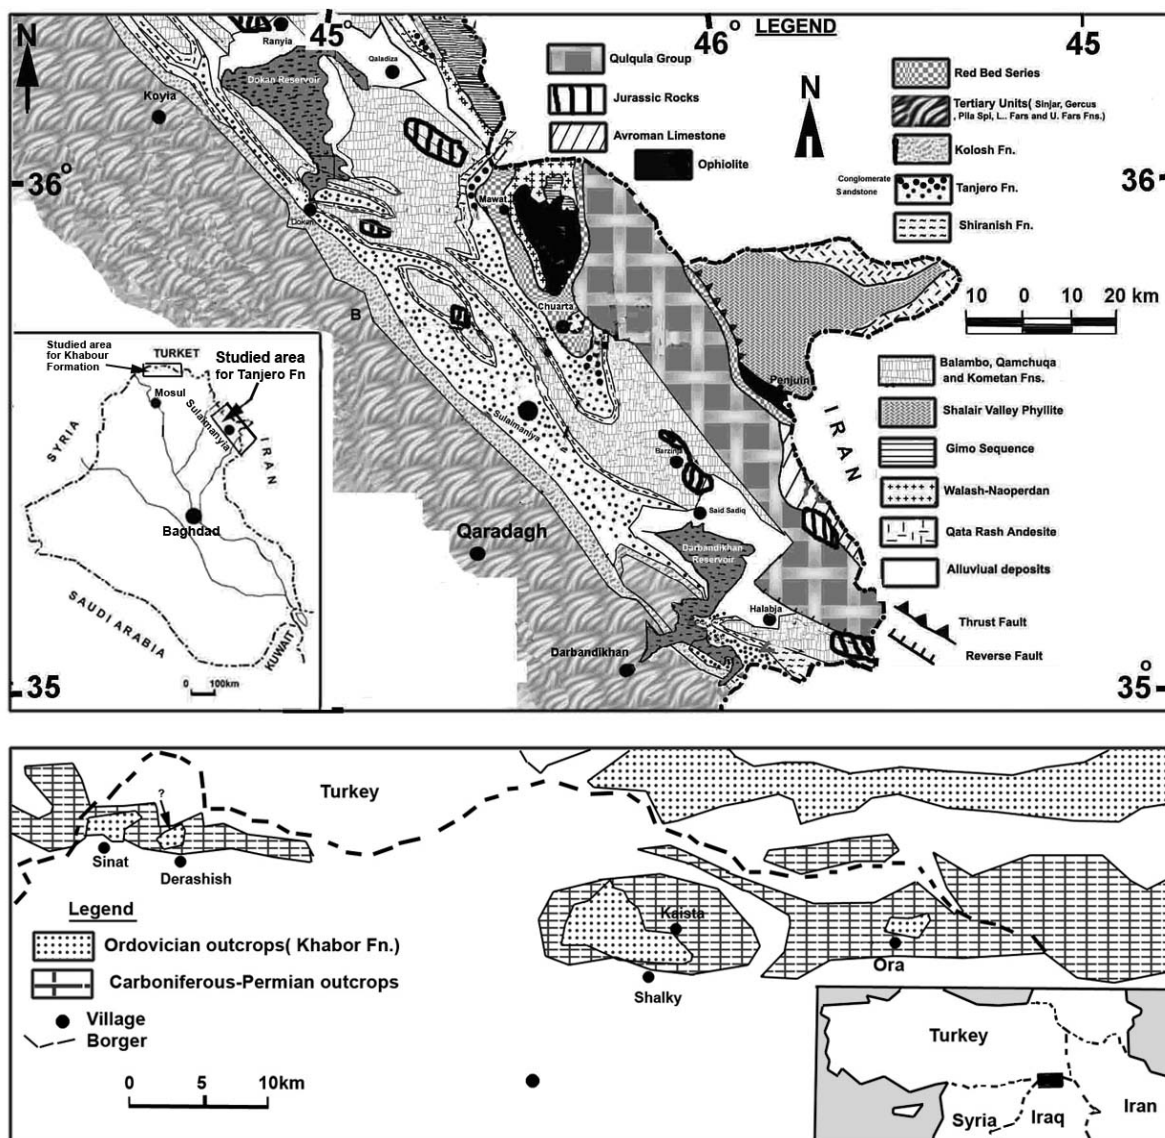 45°
46°
LEGEND
45
N
Ranyia
Qaladiza
Dokan Reservoir
Koyia
Qulqula Group
Jurassic Rocks
Avroman Limestone
Ophiolite
N
Red Bed Series
Tertiary Units( Sinjar, Gercus
, Pila Spi, L.. Fars and U. Fars Fns.)
Kolosh Fn.
Conglomerate
Sandstone
Tanjero Fn.
Shiranish Fn.
36°
36
Mawat
Dokan
Chuarta
B
10 0 10 20 km
Studied area
for Khabour
Formation
TURKET
Studied area
for Tanjero Fn
Mosul
Sulaimanyia
SYRIA
IRAN
Baghdad
SAUDI ARABIA
KUWAIT
0 100km
Penjuin
IRAN
Sulaimaniya
A
Barzinja
Said Sadiq
Qaradagh
Darbandikhan
Reservoir
Halabja
Darbandikhan
Balambo, Qamchuqa
and Kometan Fns.
Shalair Valley Phyllite
Gimo Sequence
Walash-Naoperdan
Qata Rash Andesite
Alluviual deposits
Thrust Fault
Reverse Fault
35
35°
?
Turkey
Sinat
Derashish
Legend
Ordovician outcrops( Khabor Fn.)
Carboniferous-Permian outcrops
Village
Borger
0 5 10km
Kaista
Shalky
Ora
Turkey
Syria
Iraq
Iran